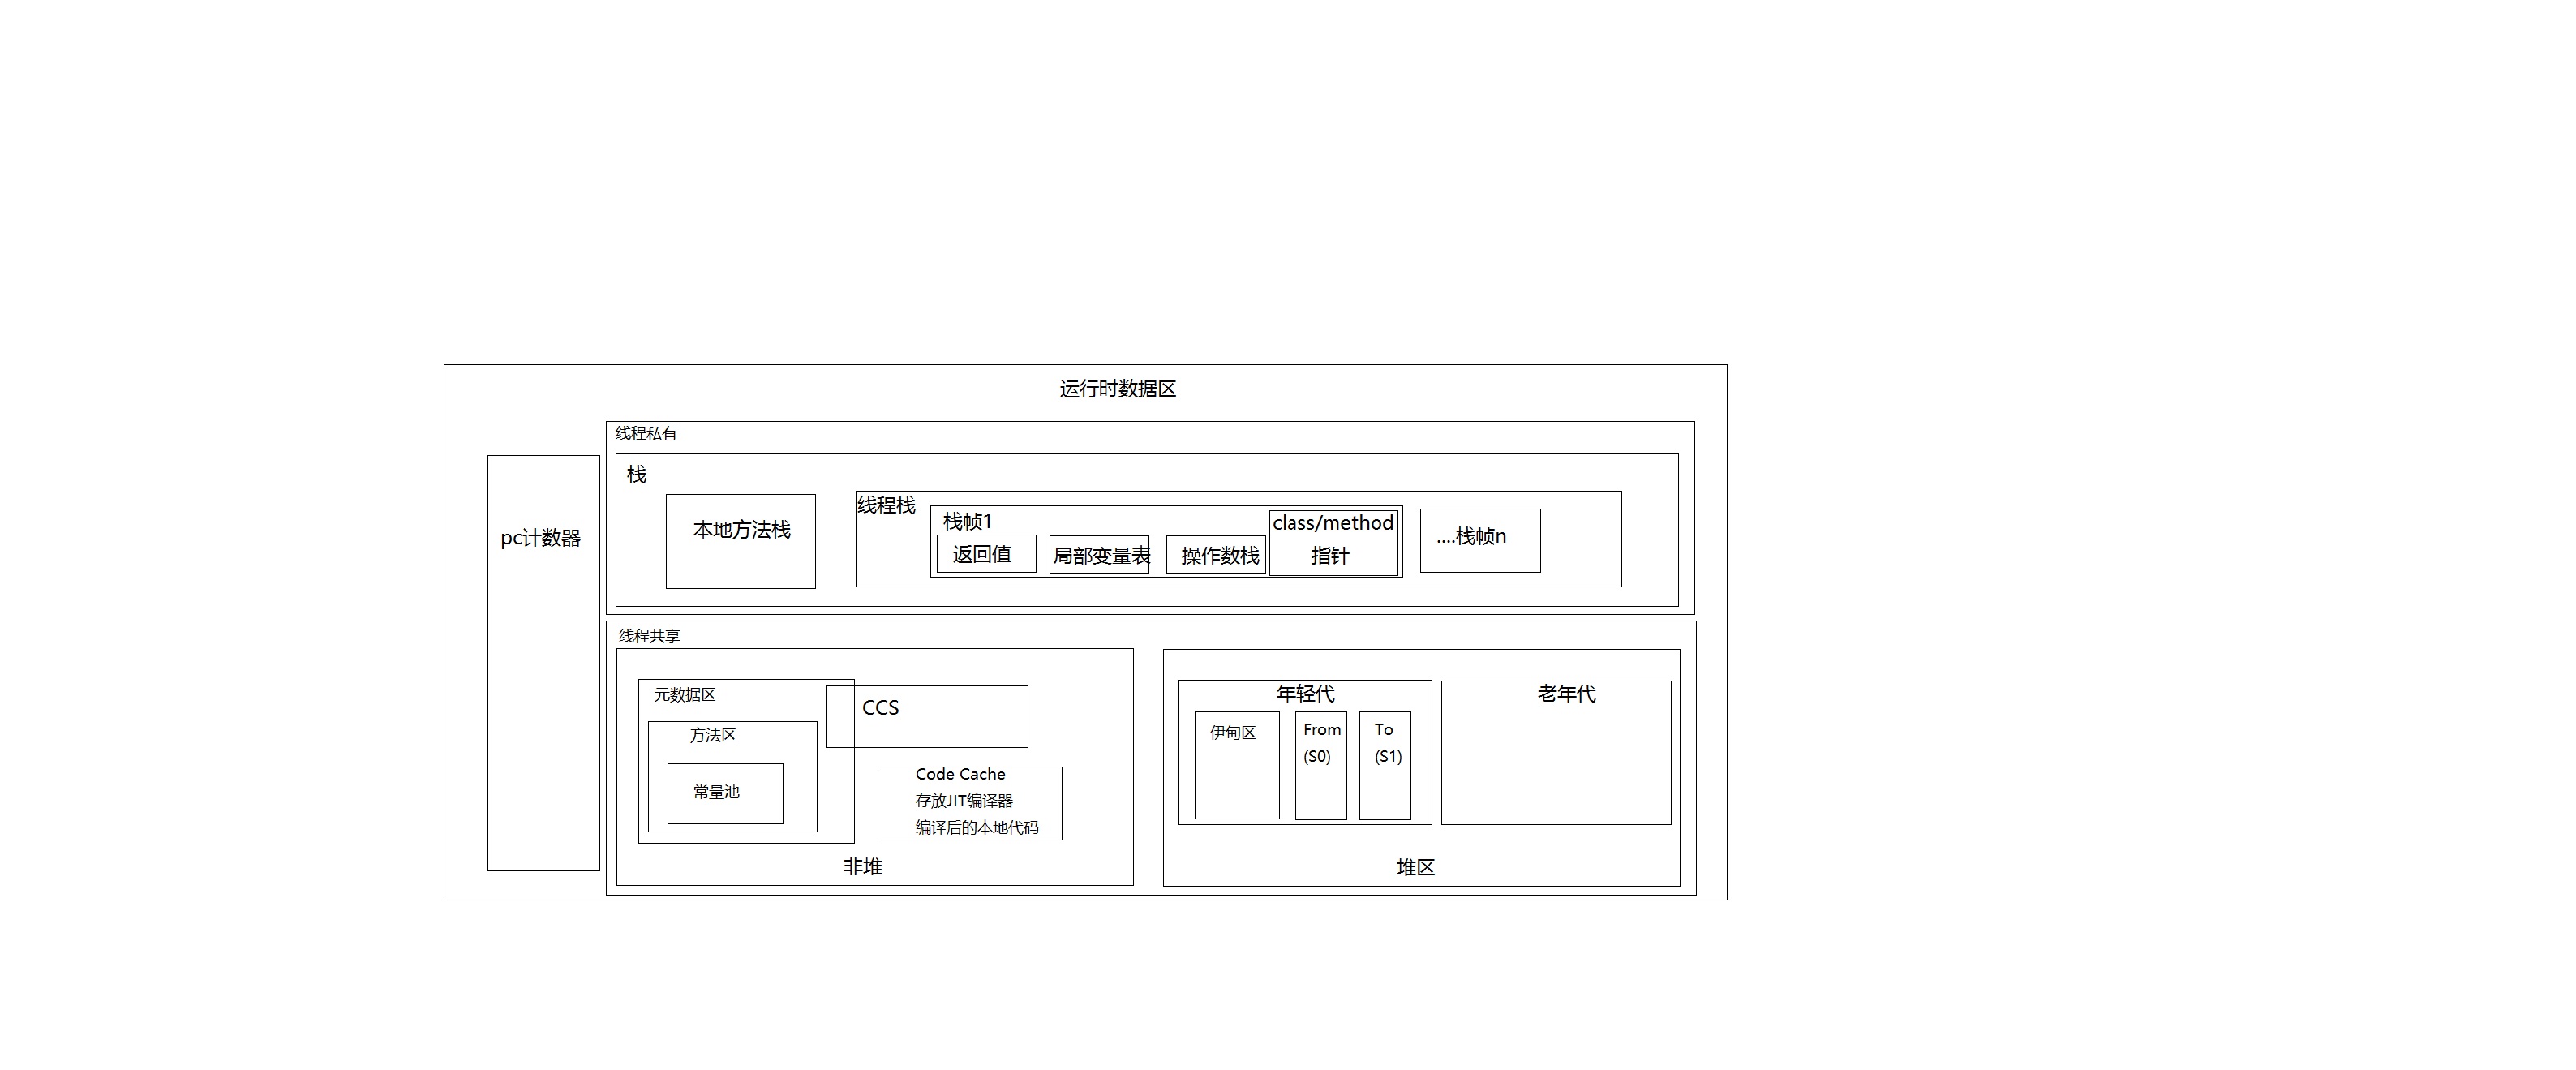 运行时数据区
线程私有
栈
pc计数器
本地方法栈
线程栈
栈帧1
返回值
局部变量表
操作数栈
class/method
指针
....栈帧n
线程共享
元数据区
方法区
常量池
CCS
Code Cache
存放JIT编译器
编译后的本地代码
非堆
年轻代
伊甸区
From
(S0)
To
(S1)
老年代
堆区